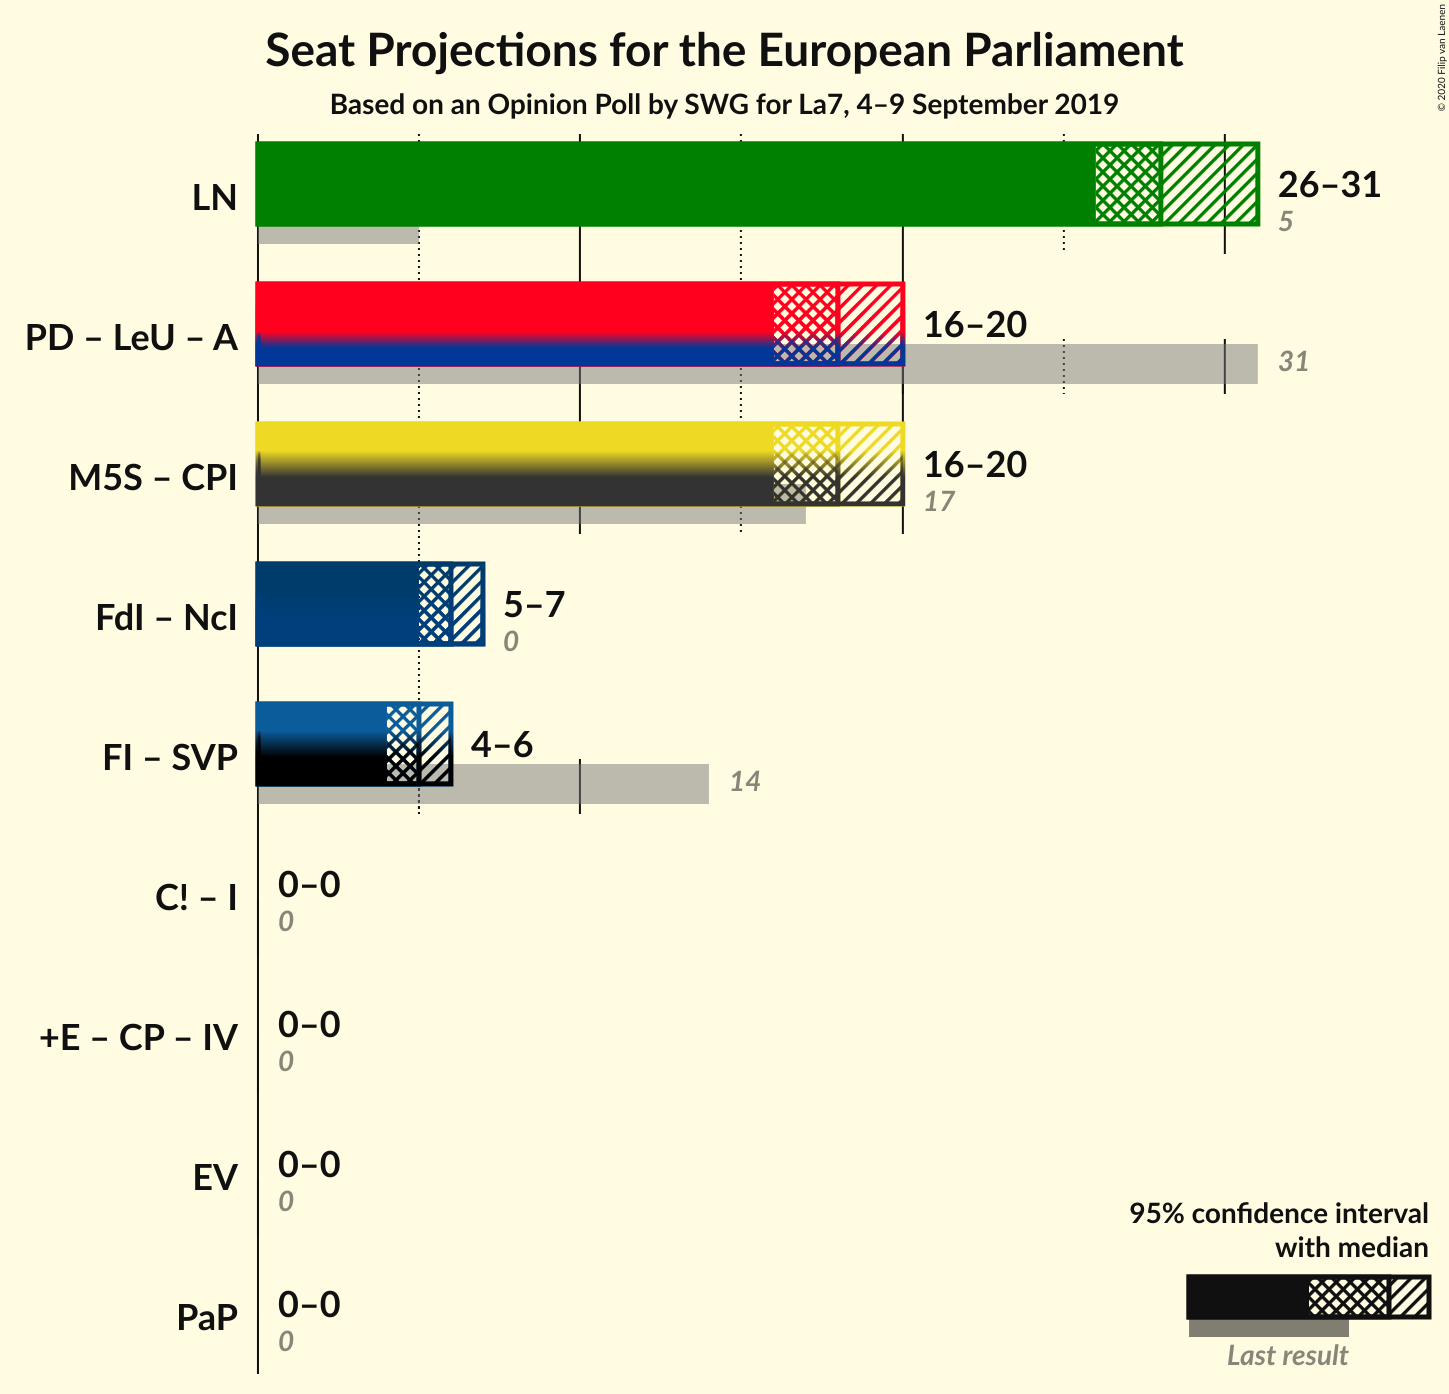 Seat Projections for the European Parliament
Based on an Opinion Poll by SWG for La7, 4–9 September 2019
© 2020 Filip van Laenen
LN
26–31
5
PD – LeU – A
16–20
31
M5S – CPI
16–20
17
FdI – NcI
5–7
0
FI – SVP
4–6
14
C! – I
0–0
0
+E – CP – IV
0–0
0
EV
0–0
0
PaP
0–0
0
95% confidence interval
with median
Last result